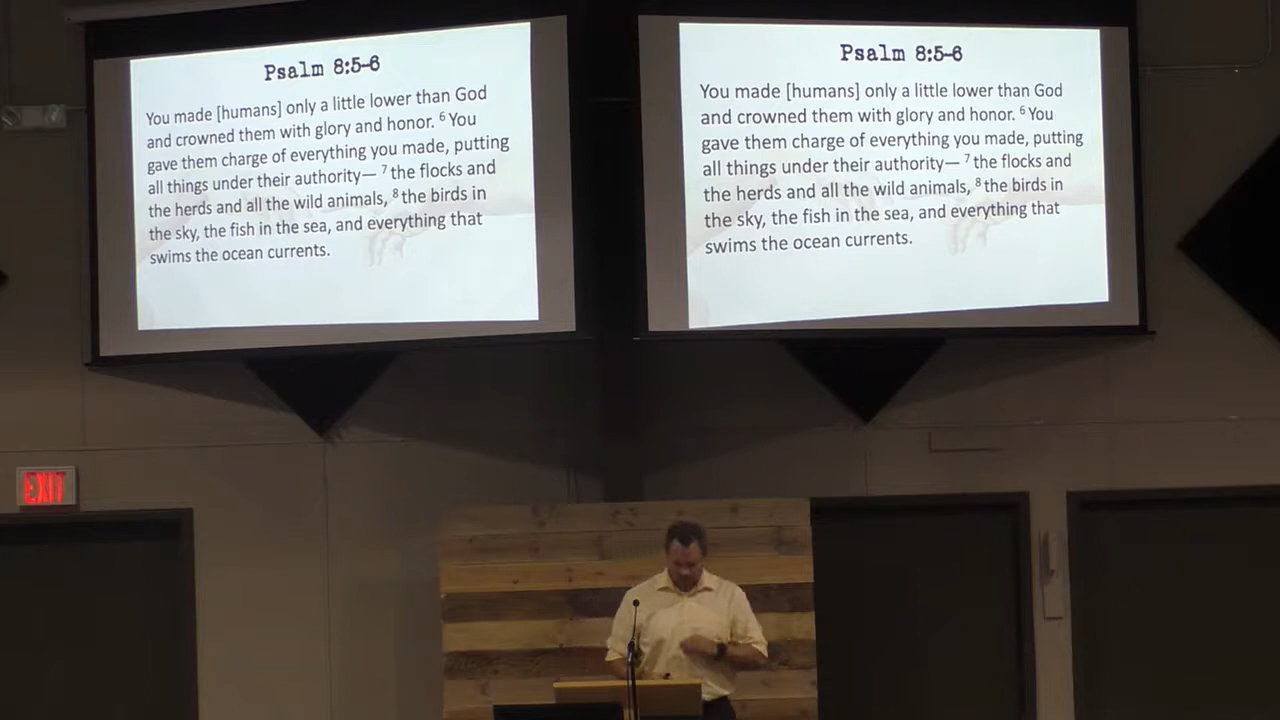 Psalm 8:5-6
You made [humans] only a little lower than God
and crowned them with glory and honor. ⁶ You
gave them charge of everything you made, putting
all things under their authority— ⁷ the flocks and
the herds and all the wild animals, ⁸ the birds in
the sky, the fish in the sea, and everything that
swims the ocean currents.
Psalm 8:5-6
You made [humans] only a little lower than God
and crowned them with glory and honor. ⁶ You
gave them charge of everything you made, putting
all things under their authority— ⁷ the flocks and
the herds and all the wild animals, ⁸ the birds in
the sky, the fish in the sea, and everything that
swims the ocean currents.
EXIT